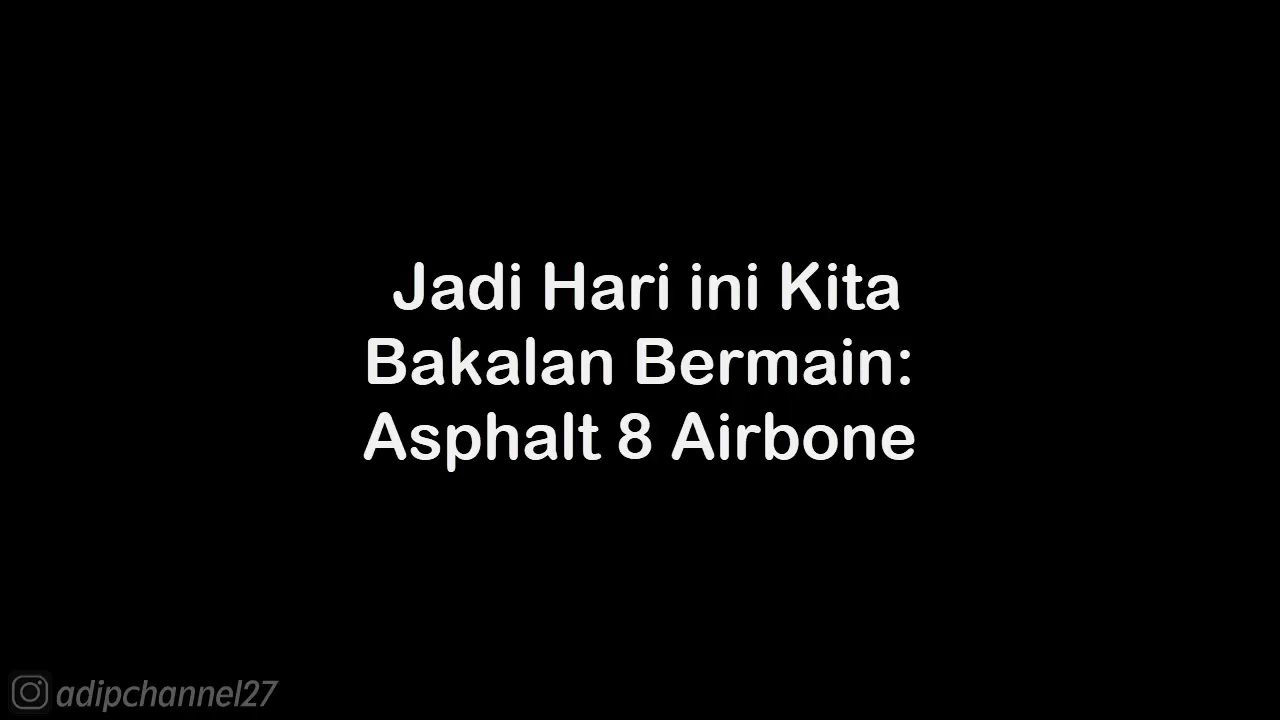 Jadi Hari ini Kita
Bakalan Bermain:
Asphalt 8 Airbone
adipchannel27